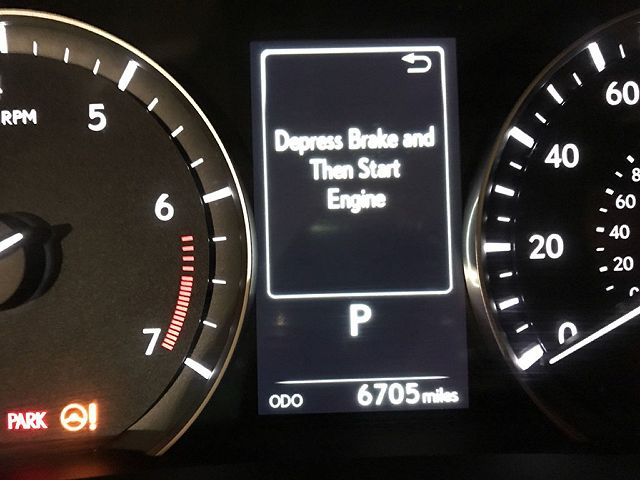 RPM
5
6
7
PARK
!
Depress Brake and
Then Start
Engine
P
ODO 6705 miles
60
40
20
0
60
40
20